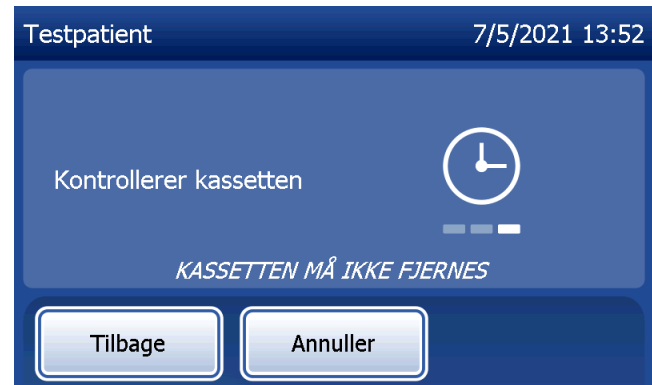 Testpatient 7/5/2021 13:52
Kontrollerer kassetten
KASSETTEN MÅ IKKE FJERNES
Tilbage Annuller